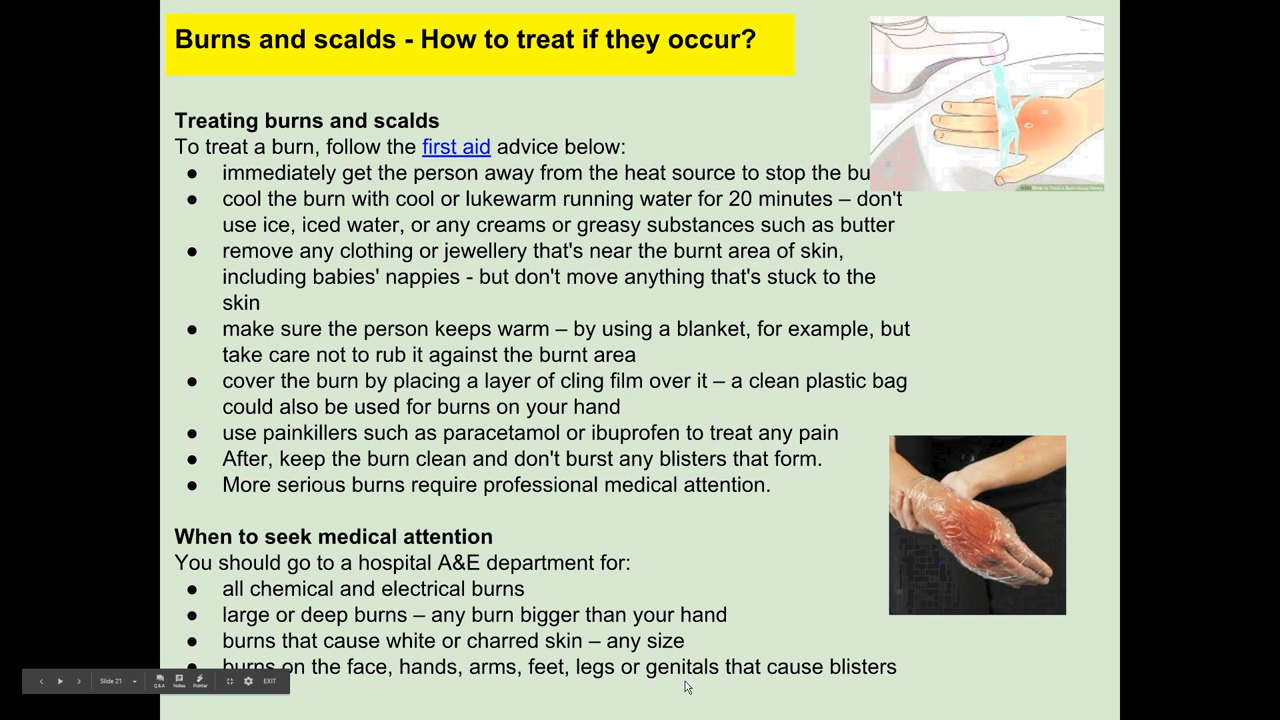 Burns and scalds - How to treat if they occur?
Treating burns and scalds
To treat a burn, follow the first aid advice below:
● immediately get the person away from the heat source to stop the bu
● cool the burn with cool or lukewarm running water for 20 minutes – don't
use ice, iced water, or any creams or greasy substances such as butter
● remove any clothing or jewellery that's near the burnt area of skin,
including babies' nappies - but don't move anything that's stuck to the
skin
● make sure the person keeps warm – by using a blanket, for example, but
take care not to rub it against the burnt area
● cover the burn by placing a layer of cling film over it – a clean plastic bag
could also be used for burns on your hand
● use painkillers such as paracetamol or ibuprofen to treat any pain
● After, keep the burn clean and don't burst any blisters that form.
● More serious burns require professional medical attention.
When to seek medical attention
You should go to a hospital A&E department for:
● all chemical and electrical burns
● large or deep burns – any burn bigger than your hand
● burns that cause white or charred skin – any size
● burns on the face, hands, arms, feet, legs or genitals that cause blisters
Slide 21
Q&A Notes Pointer
EXIT